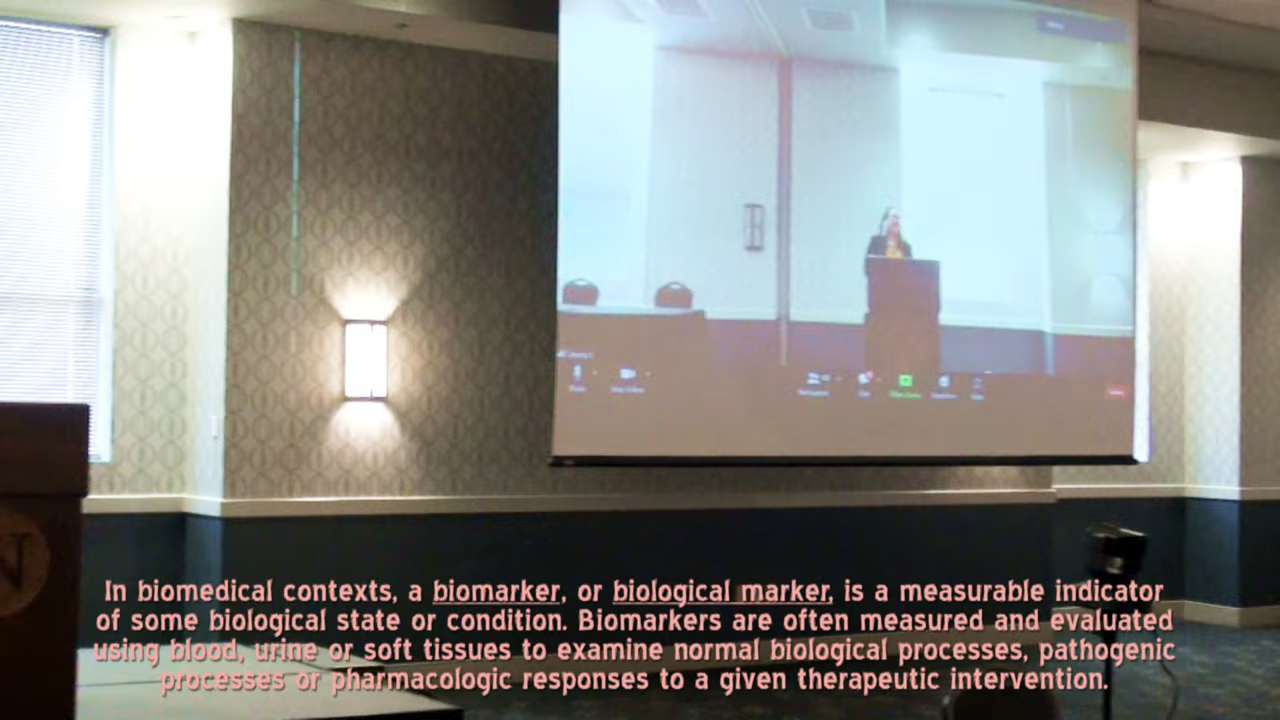 In biomedical contexts, a biomarker, or biological marker, is a measurable indicator
of some biological state or condition. Biomarkers are often measured and evaluated
using blood, urine or soft tissues to examine normal biological processes, pathogenic
processes or pharmacologic responses to a given therapeutic intervention.